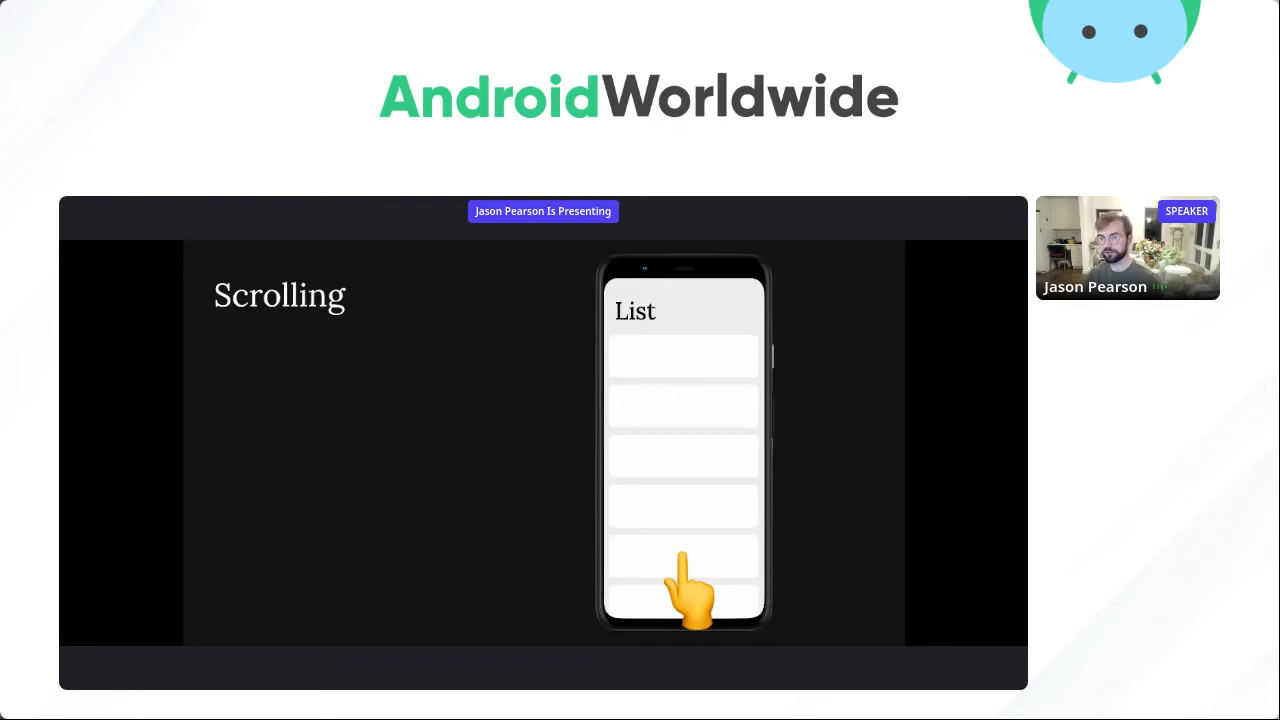 AndroidWorldwide
Jason Pearson Is Presenting
SPEAKER
Jason Pearson
Scrolling
List